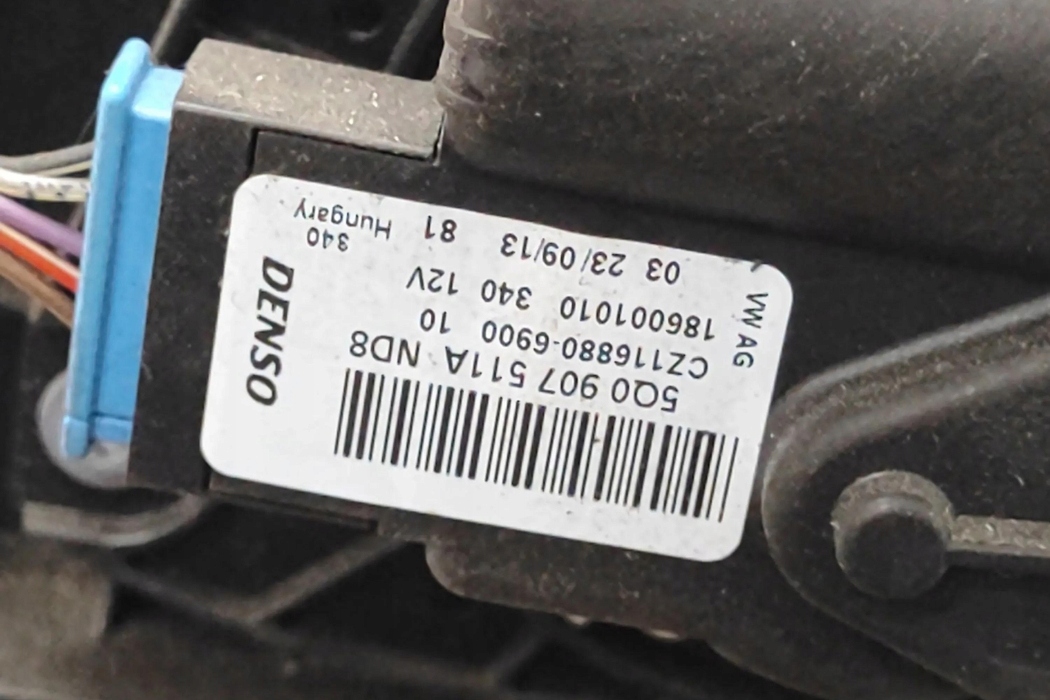 5Q0 907 511A ND8
CZ116880-6900 10
186001010 340 12V
03 23/09/13 81 Hungary
340
DENSO
VW AG